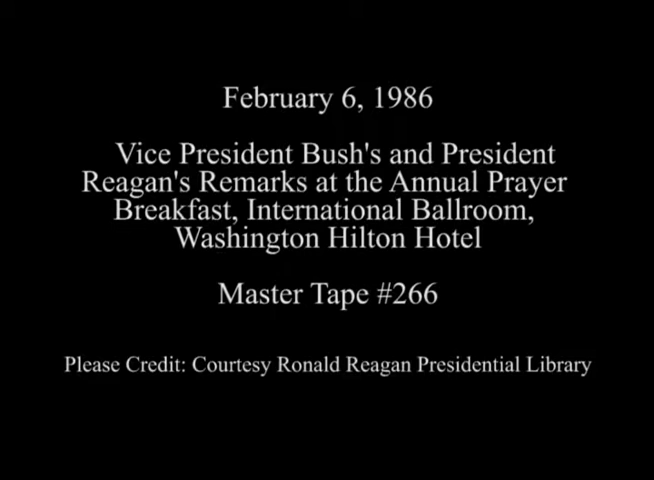 February 6, 1986
Vice President Bush's and President
Reagan's Remarks at the Annual Prayer
Breakfast, International Ballroom,
Washington Hilton Hotel
Master Tape #266
Please Credit: Courtesy Ronald Reagan Presidential Library